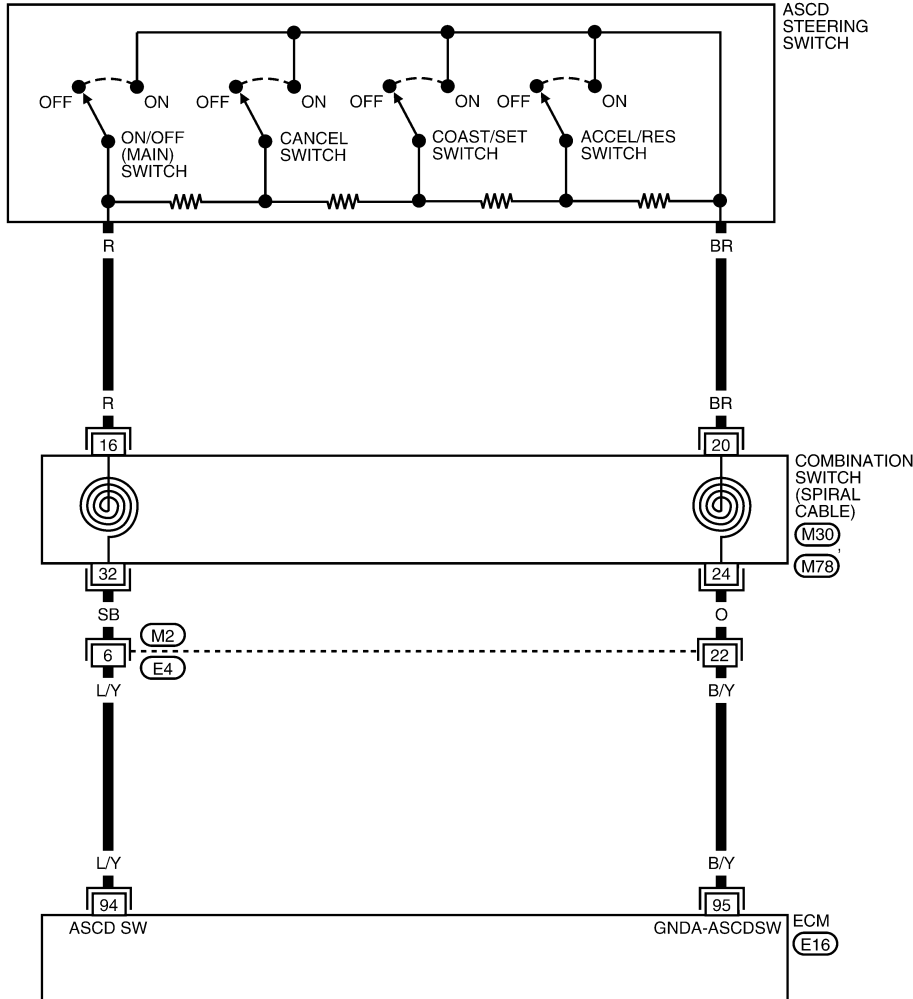 ASCD
STEERING
SWITCH
OFF ON OFF ON OFF ON OFF ON
ON/OFF
(MAIN)
SWITCH
CANCEL
SWITCH
COAST/SET
SWITCH
ACCEL/RES
SWITCH
R BR
R BR
16 20
COMBINATION
SWITCH
(SPIRAL
CABLE)
M30 ,
M78
32 24
SB O
M2
6 22
E4
L/Y B/Y
L/Y B/Y
94 95
ASCD SW GNDA-ASCDSW
ECM
E16